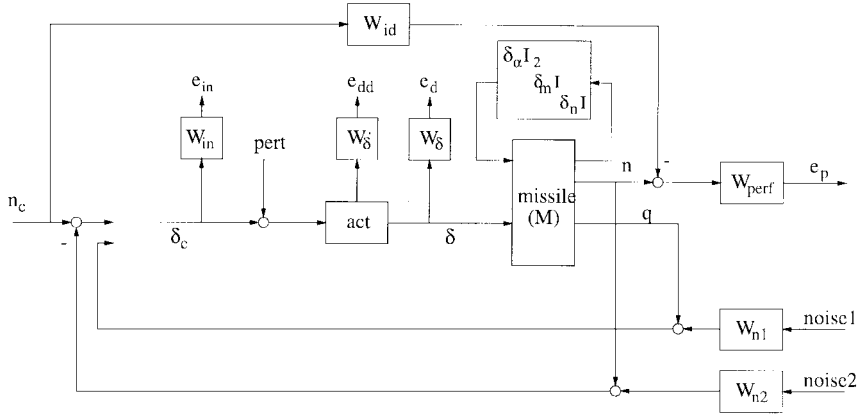 W_id
δ_α I_2
δ_m I
δ_n I
e_in
e_dd
e_d
W_in
pert
W_δ̇
W_δ
n
-
n_c
missile
(M)
W_perf
e_p
-
δ_c
act
δ
q
W_n1
noise1
W_n2
noise2